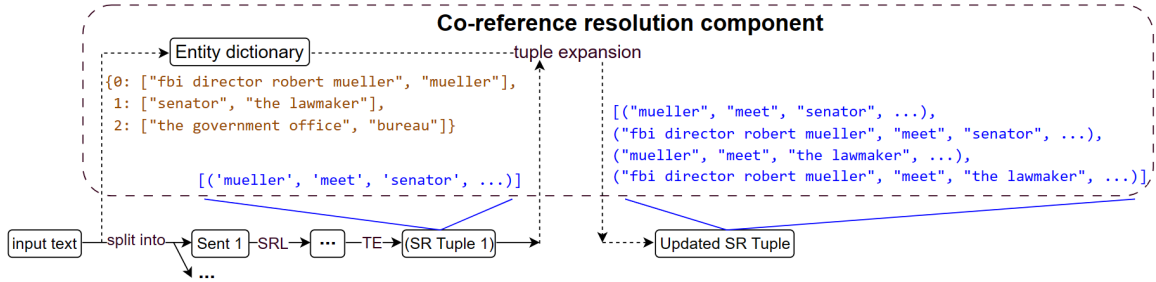 Co-reference resolution component
Entity dictionary
tuple expansion
{0: ["fbi director robert mueller", "mueller"],
1: ["senator", "the lawmaker"],
2: ["the government office", "bureau"]}
[("mueller", "meet", "senator", ...),
("fbi director robert mueller", "meet", "senator", ...),
("mueller", "meet", "the lawmaker", ...),
("fbi director robert mueller", "meet", "the lawmaker", ...)]
[('mueller', 'meet', 'senator', ...)]
input text
split into
Sent 1
SRL
...
TE
(SR Tuple 1)
Updated SR Tuple
...